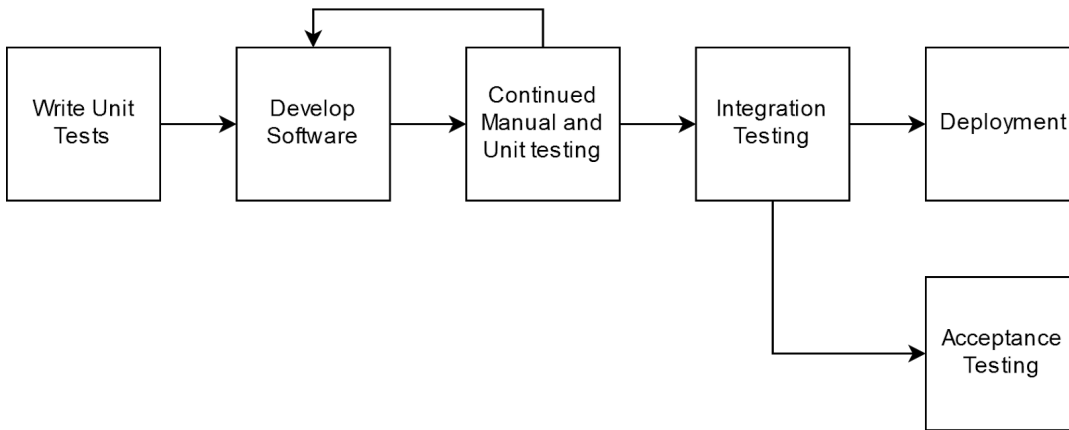 Write Unit
Tests
Develop
Software
Continued
Manual and
Unit testing
Integration
Testing
Deployment
Acceptance
Testing